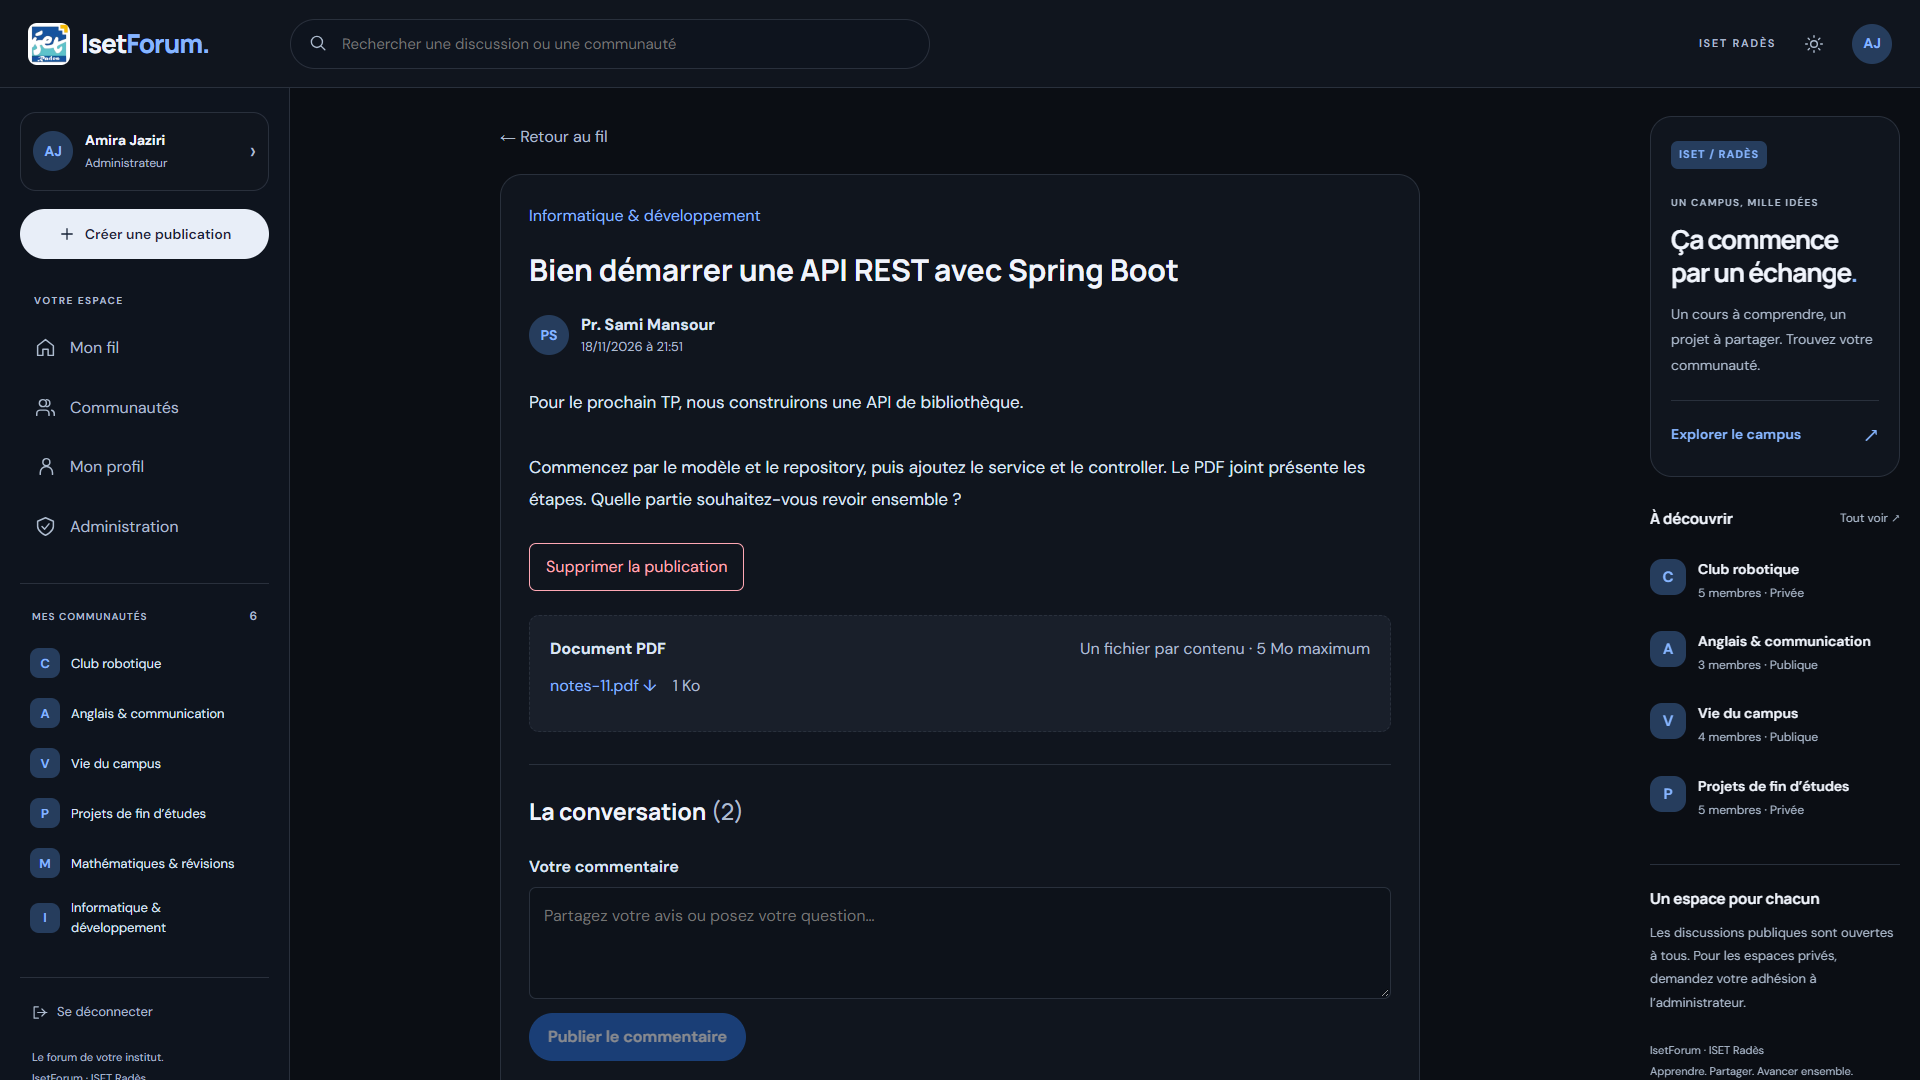 IsetForum.
Rechercher une discussion ou une communauté
ISET RADÈS
AJ
AJ
Amira Jaziri
Administrateur
Créer une publication
VOTRE ESPACE
Mon fil
Communautés
Mon profil
Administration
MES COMMUNAUTÉS 6
C Club robotique
A Anglais & communication
V Vie du campus
P Projets de fin d’études
M Mathématiques & révisions
I Informatique &
développement
Se déconnecter
Le forum de votre institut.
IsetForum · ISET Radès
← Retour au fil
Informatique & développement
Bien démarrer une API REST avec Spring Boot
PS
Pr. Sami Mansour
18/11/2026 à 21:51
Pour le prochain TP, nous construirons une API de bibliothèque.
Commencez par le modèle et le repository, puis ajoutez le service et le controller. Le PDF joint présente les
étapes. Quelle partie souhaitez-vous revoir ensemble ?
Supprimer la publication
Document PDF
Un fichier par contenu · 5 Mo maximum
notes-11.pdf ↓ 1 Ko
La conversation (2)
Votre commentaire
Partagez votre avis ou posez votre question...
Publier le commentaire
ISET / RADÈS
UN CAMPUS, MILLE IDÉES
Ça commence
par un échange.
Un cours à comprendre, un
projet à partager. Trouvez votre
communauté.
Explorer le campus ↗
À découvrir
Tout voir ↗
C
Club robotique
5 membres · Privée
A
Anglais & communication
3 membres · Publique
V
Vie du campus
4 membres · Publique
P
Projets de fin d’études
5 membres · Privée
Un espace pour chacun
Les discussions publiques sont ouvertes
à tous. Pour les espaces privés,
demandez votre adhésion à
l’administrateur.
IsetForum · ISET Radès
Apprendre. Partager. Avancer ensemble.